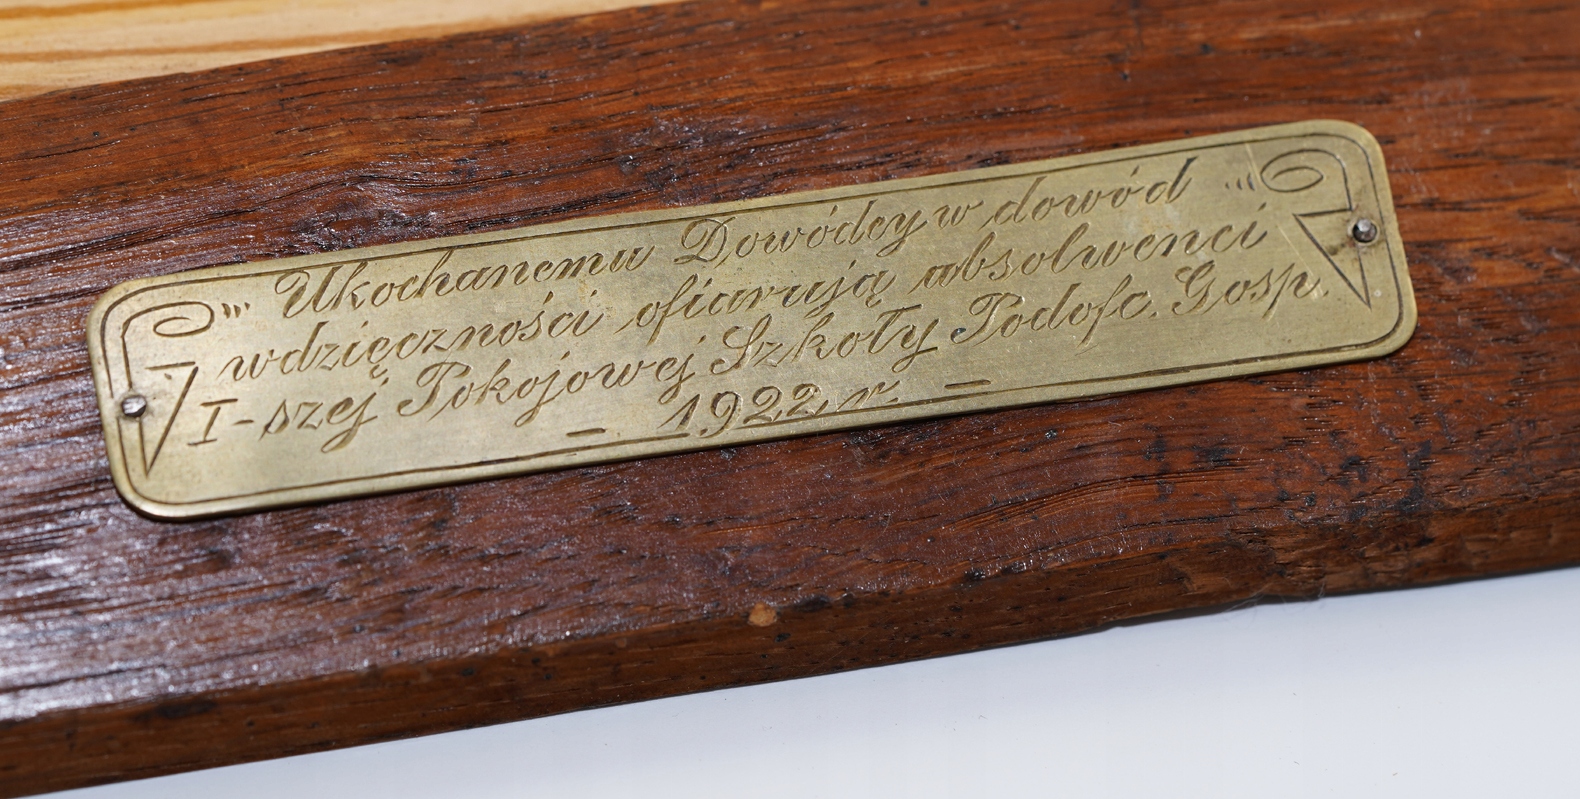 Ukochanemu Dowódcy w dowód
wdzięczności ofiarują absolwenci
I-szej Pokojowej Szkoły Podofc. Gosp.
— 1922 r. —